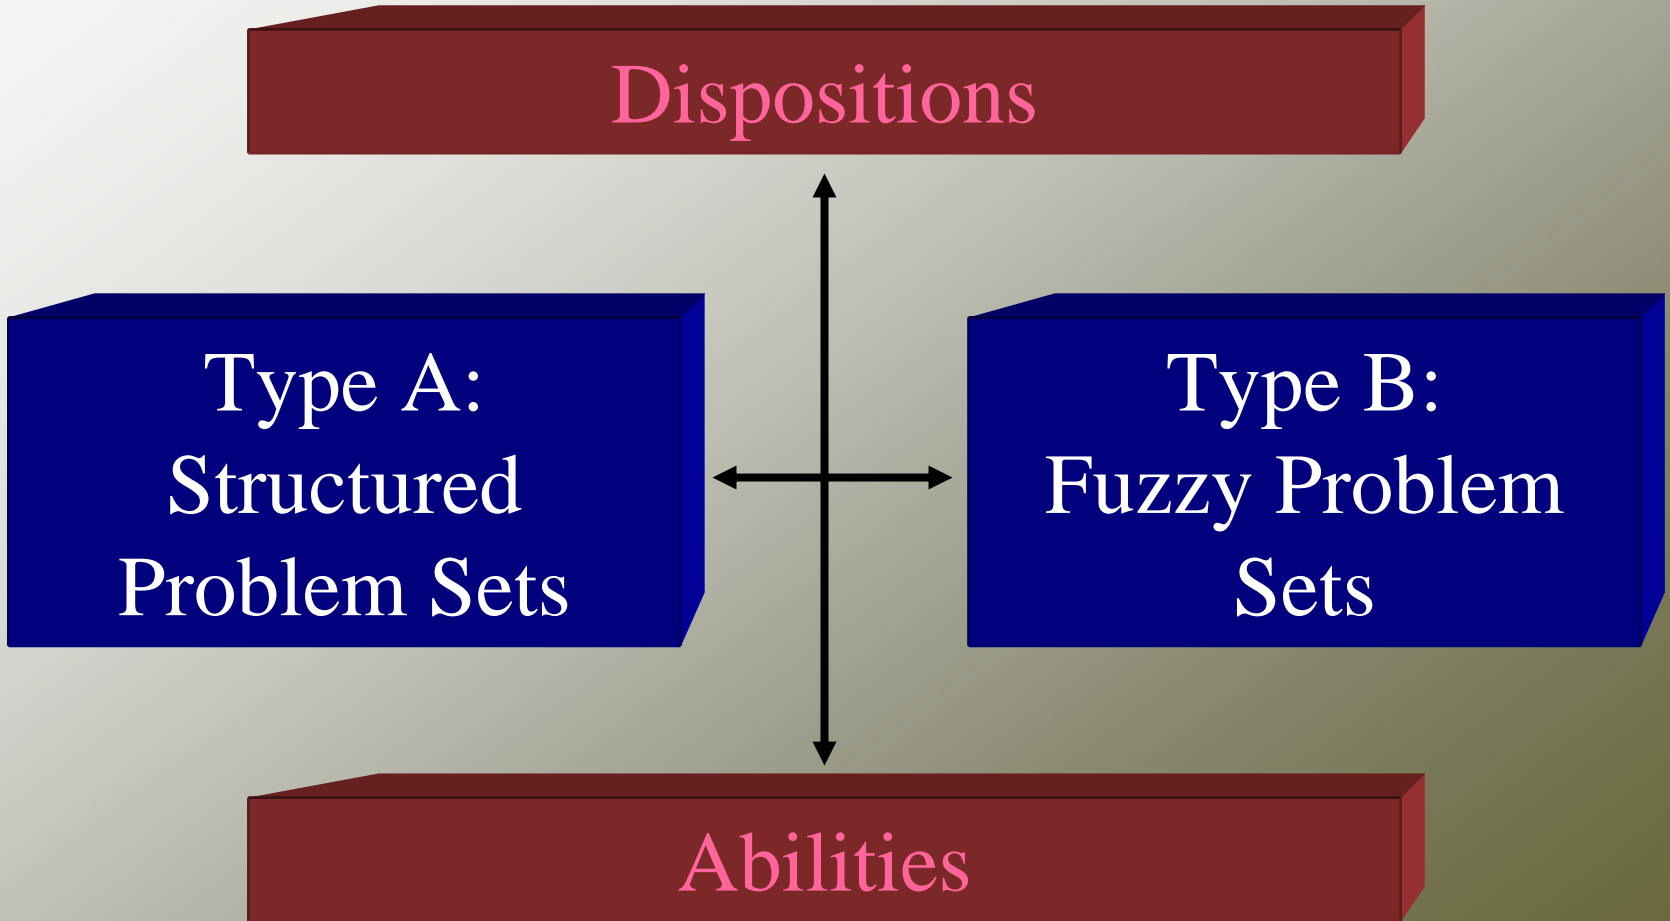 Dispositions
Type A:
Structured
Problem Sets
Type B:
Fuzzy Problem
Sets
Abilities